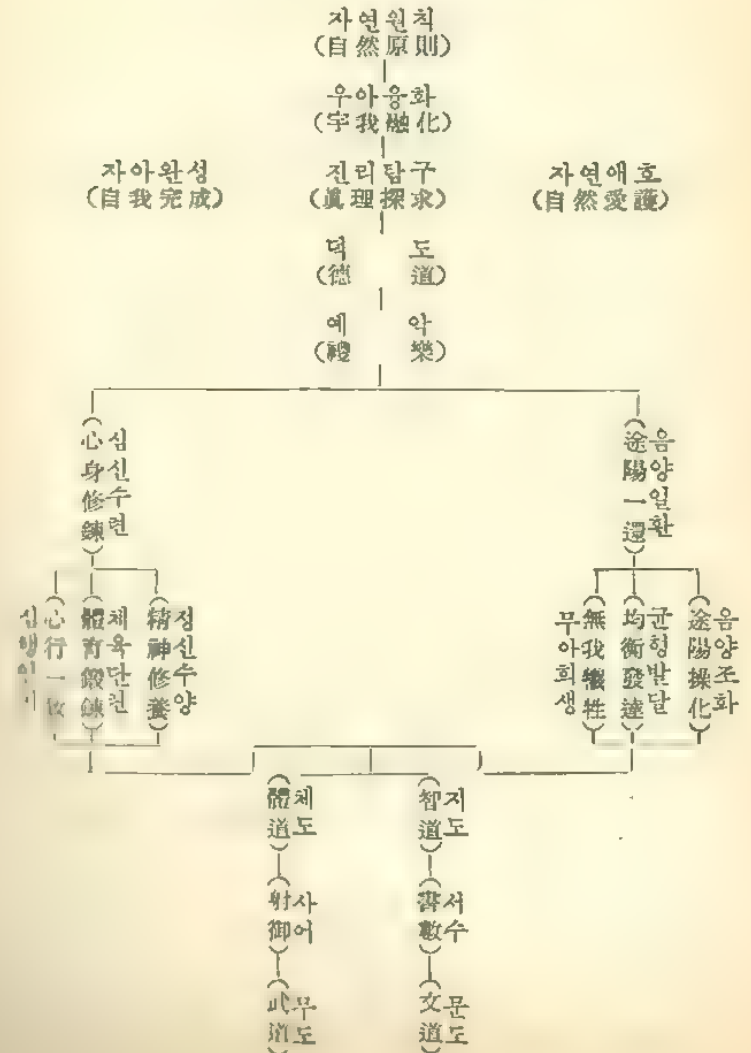 자연원칙
(自然原則)
우아융화
(宇我融化)
자아완성
(自我完成)
진리탐구
(眞理探求)
자연애호
(自然愛護)
덕 도
(德 道)
예 악
(禮 樂)
심신수련
(心身修鍊)
음양일환
(途陽一還)
심행
(心行一致)
체육단련
(體育鍛鍊)
정신수양
(精神修養)
무아희생
(無我犧牲)
균형발달
(均衡發達)
음양조화
(途陽操化)
체도
(體道)
지도
(智道)
사어
(射御)
서수
(書數)
무도
(武道)
문도
(文道)